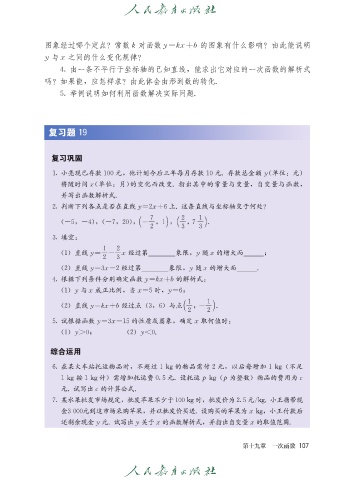 人民教育出版社
图象经过哪个定点？常数 k 对函数 y=kx+b 的图象有什么影响？由此能说明
y 与 x 之间的什么变化规律？
4. 由一条不平行于坐标轴的已知直线，能求出它对应的一次函数的解析式
吗？如果能，应怎样求？由此体会由形到数的转化.
5. 举例说明如何利用函数解决实际问题.
复习题 19
复习巩固
1. 小亮现已存款 100 元，他计划今后三年每月存款 10 元. 存款总金额 y(单位：元)
将随时间 x(单位：月)的变化而改变. 指出其中的常量与变量，自变量与函数，
并写出函数解析式.
2. 判断下列各点是否在直线 y=2x+6 上. 这条直线与坐标轴交于何处？
(-5，-4)，(-7，20)，(-7/2，1)，(2/3，7 1/3).
3. 填空：
(1) 直线 y=1/2-2/3x 经过第______象限，y 随 x 的增大而______；
(2) 直线 y=3x-2 经过第______象限，y 随 x 的增大而______.
4. 根据下列条件分别确定函数 y=kx+b 的解析式：
(1) y 与 x 成正比例，当 x=5 时，y=6；
(2) 直线 y=kx+b 经过点 (3，6) 与点(1/2，-1/2).
5. 试根据函数 y=3x-15 的性质或图象，确定 x 取何值时：
(1) y>0； (2) y<0.
综合运用
6. 在某火车站托运物品时，不超过 1 kg 的物品需付 2 元，以后每增加 1 kg（不足
1 kg 按 1 kg 计）需增加托运费 0.5 元. 设托运 p kg（p 为整数）物品的费用为 c
元，试写出 c 的计算公式.
7. 某水果批发市场规定，批发苹果不少于 100 kg 时，批发价为 2.5 元/kg. 小王携带现
金3 000元到这市场采购苹果，并以批发价买进. 设购买的苹果为 x kg，小王付款后
还剩余现金 y 元. 试写出 y 关于 x 的函数解析式，并指出自变量 x 的取值范围.
第十九章 一次函数 107
人民教育出版社